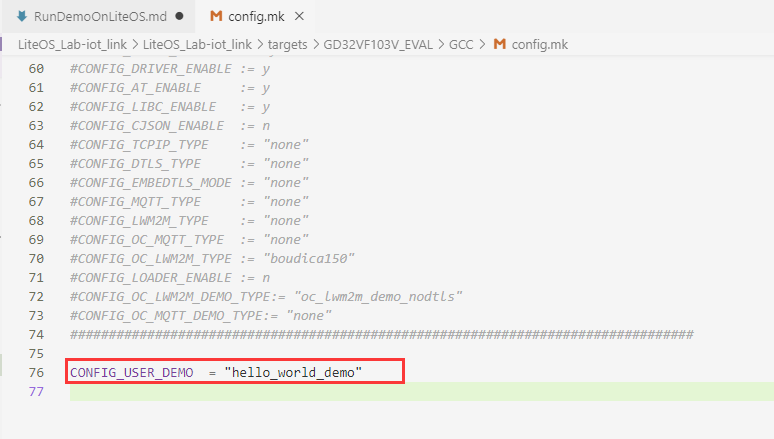 RunDemoOnLiteOS.md
config.mk
LiteOS_Lab-iot_link > LiteOS_Lab-iot_link > targets > GD32VF103V_EVAL > GCC > config.mk
60 #CONFIG_DRIVER_ENABLE := y
61 #CONFIG_AT_ENABLE := y
62 #CONFIG_LIBC_ENABLE := y
63 #CONFIG_CJSON_ENABLE := n
64 #CONFIG_TCPIP_TYPE := "none"
65 #CONFIG_DTLS_TYPE := "none"
66 #CONFIG_EMBEDTLS_MODE := "none"
67 #CONFIG_MQTT_TYPE := "none"
68 #CONFIG_LWM2M_TYPE := "none"
69 #CONFIG_OC_MQTT_TYPE := "none"
70 #CONFIG_OC_LWM2M_TYPE := "boudica150"
71 #CONFIG_LOADER_ENABLE := n
72 #CONFIG_OC_LWM2M_DEMO_TYPE:= "oc_lwm2m_demo_nodtls"
73 #CONFIG_OC_MQTT_DEMO_TYPE:= "none"
74 ################################################################################
75
76 CONFIG_USER_DEMO = "hello_world_demo"
77